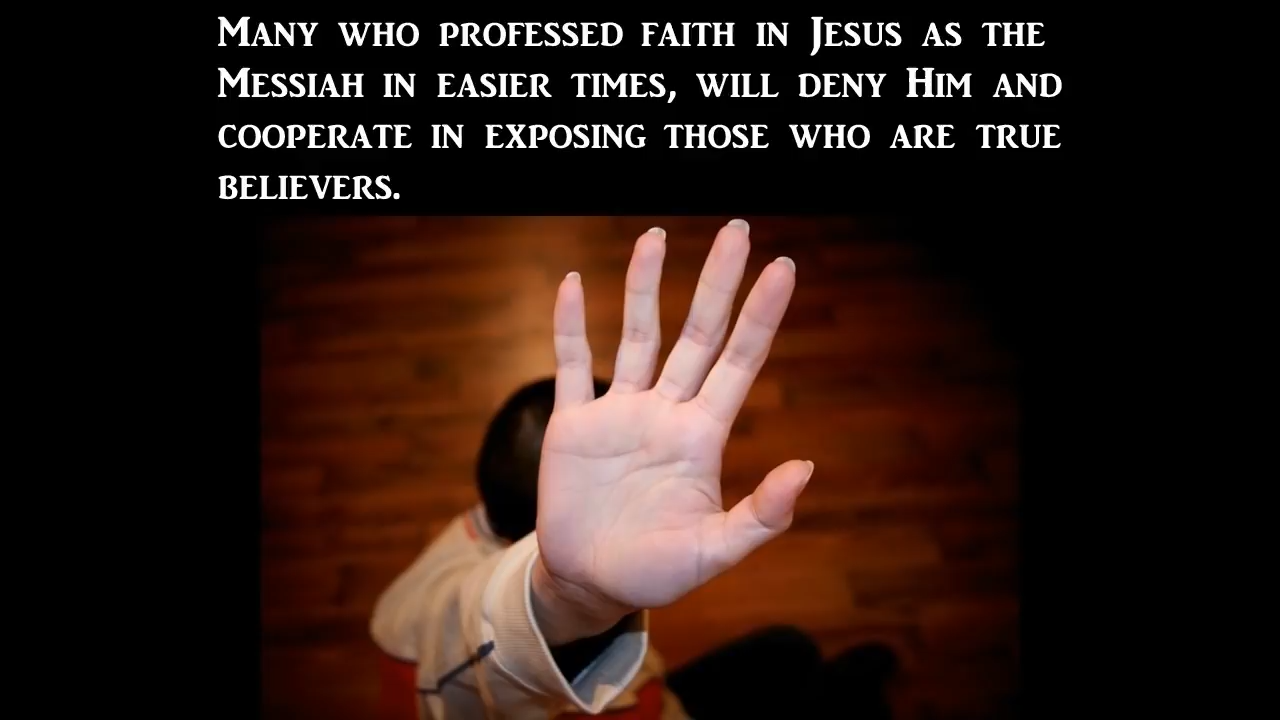 Many who professed faith in Jesus as the
Messiah in easier times, will deny Him and
cooperate in exposing those who are true
believers.